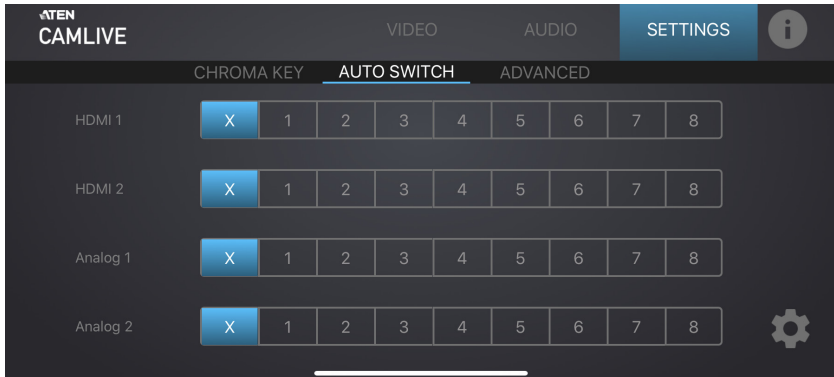 ATEN
CAMLIVE
VIDEO AUDIO SETTINGS i
CHROMA KEY AUTO SWITCH ADVANCED
HDMI 1 X 1 2 3 4 5 6 7 8
HDMI 2 X 1 2 3 4 5 6 7 8
Analog 1 X 1 2 3 4 5 6 7 8
Analog 2 X 1 2 3 4 5 6 7 8